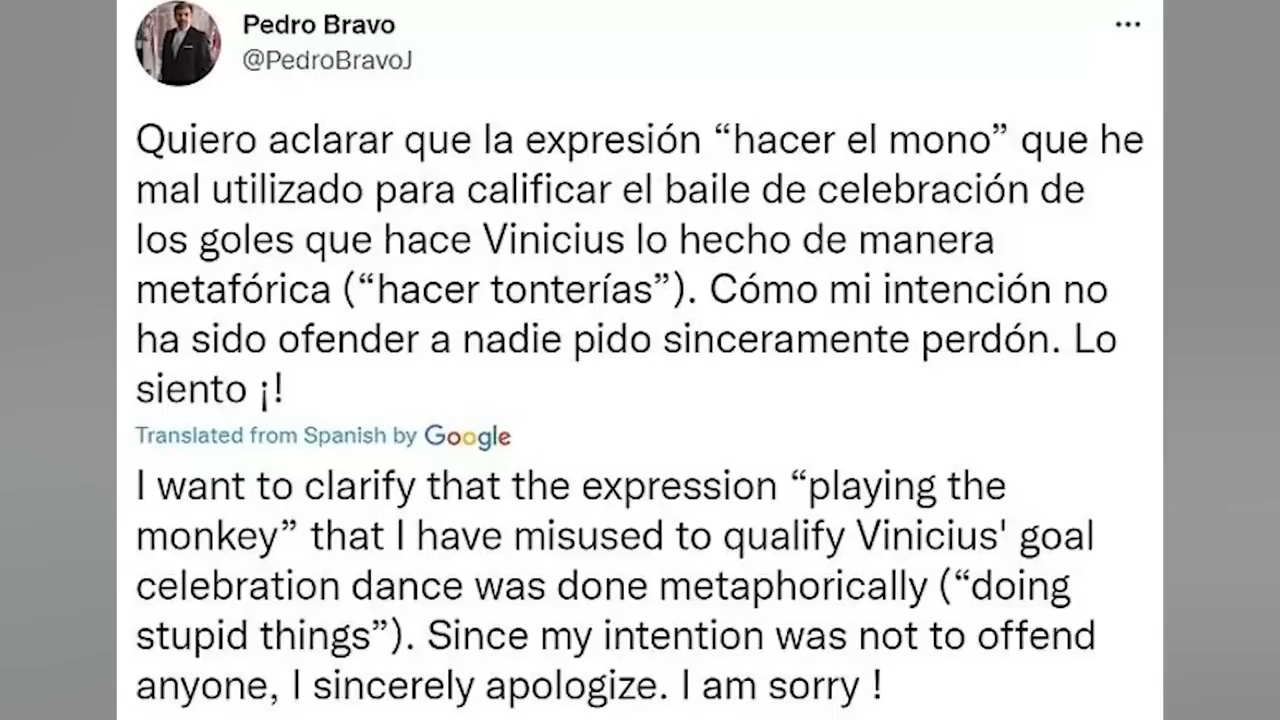 Pedro Bravo
@PedroBravoJ
Quiero aclarar que la expresión “hacer el mono” que he
mal utilizado para calificar el baile de celebración de
los goles que hace Vinicius lo hecho de manera
metafórica (“hacer tonterías”). Cómo mi intención no
ha sido ofender a nadie pido sinceramente perdón. Lo
siento ¡!
Translated from Spanish by Google
I want to clarify that the expression “playing the
monkey” that I have misused to qualify Vinicius' goal
celebration dance was done metaphorically (“doing
stupid things”). Since my intention was not to offend
anyone, I sincerely apologize. I am sorry !